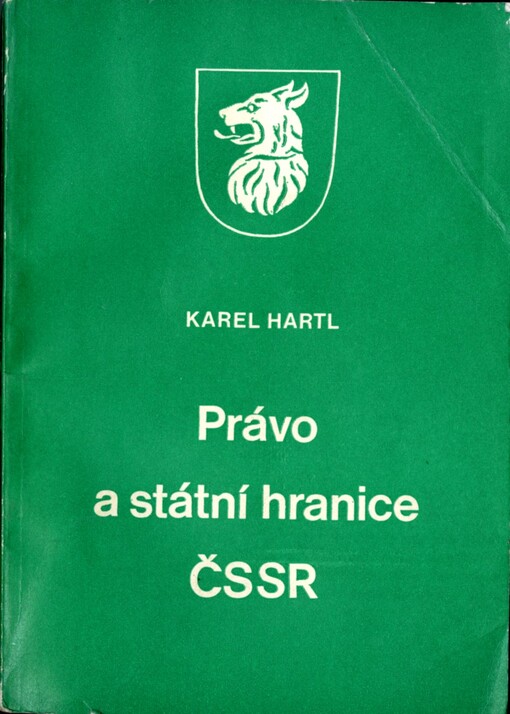 KAREL HARTL
Právo
a státní hranice
ČSSR